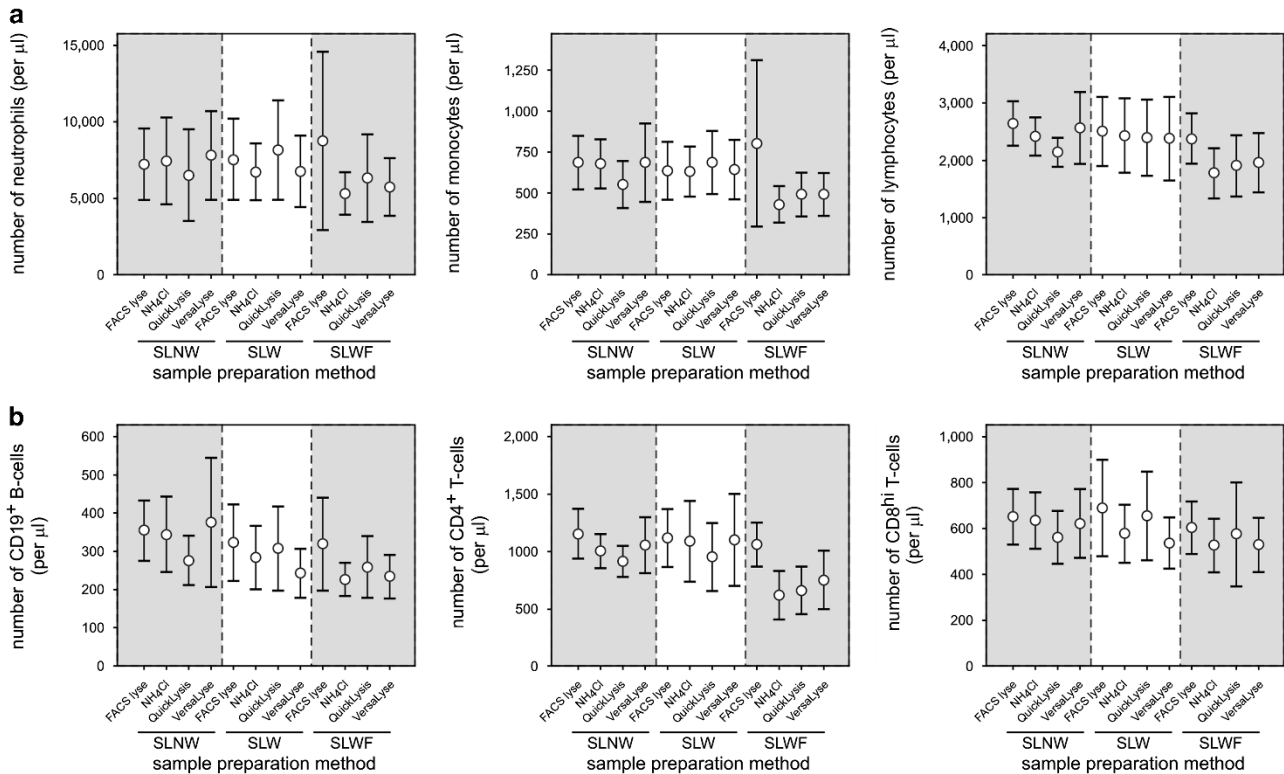 a
number of neutrophils (per µl)
15,000
10,000
5,000
0
FACS lyse
NH4Cl
QuickLysis
VersaLyse
FACS lyse
NH4Cl
QuickLysis
VersaLyse
FACS lyse
NH4Cl
QuickLysis
VersaLyse
SLNW SLW SLWF
sample preparation method
number of monocytes (per µl)
1,250
1,000
750
500
250
0
FACS lyse
NH4Cl
QuickLysis
VersaLyse
FACS lyse
NH4Cl
QuickLysis
VersaLyse
FACS lyse
NH4Cl
QuickLysis
VersaLyse
SLNW SLW SLWF
sample preparation method
number of lymphocytes (per µl)
4,000
3,000
2,000
1,000
0
FACS lyse
NH4Cl
QuickLysis
VersaLyse
FACS lyse
NH4Cl
QuickLysis
VersaLyse
FACS lyse
NH4Cl
QuickLysis
VersaLyse
SLNW SLW SLWF
sample preparation method
b
number of CD19+ B-cells
(per µl)
600
500
400
300
200
100
0
FACS lyse
NH4Cl
QuickLysis
VersaLyse
FACS lyse
NH4Cl
QuickLysis
VersaLyse
FACS lyse
NH4Cl
QuickLysis
VersaLyse
SLNW SLW SLWF
sample preparation method
number of CD4+ T-cells
(per µl)
2,000
1,500
1,000
500
0
FACS lyse
NH4Cl
QuickLysis
VersaLyse
FACS lyse
NH4Cl
QuickLysis
VersaLyse
FACS lyse
NH4Cl
QuickLysis
VersaLyse
SLNW SLW SLWF
sample preparation method
number of CD8hi T-cells
(per µl)
1,000
800
600
400
200
0
FACS lyse
NH4Cl
QuickLysis
VersaLyse
FACS lyse
NH4Cl
QuickLysis
VersaLyse
FACS lyse
NH4Cl
QuickLysis
VersaLyse
SLNW SLW SLWF
sample preparation method